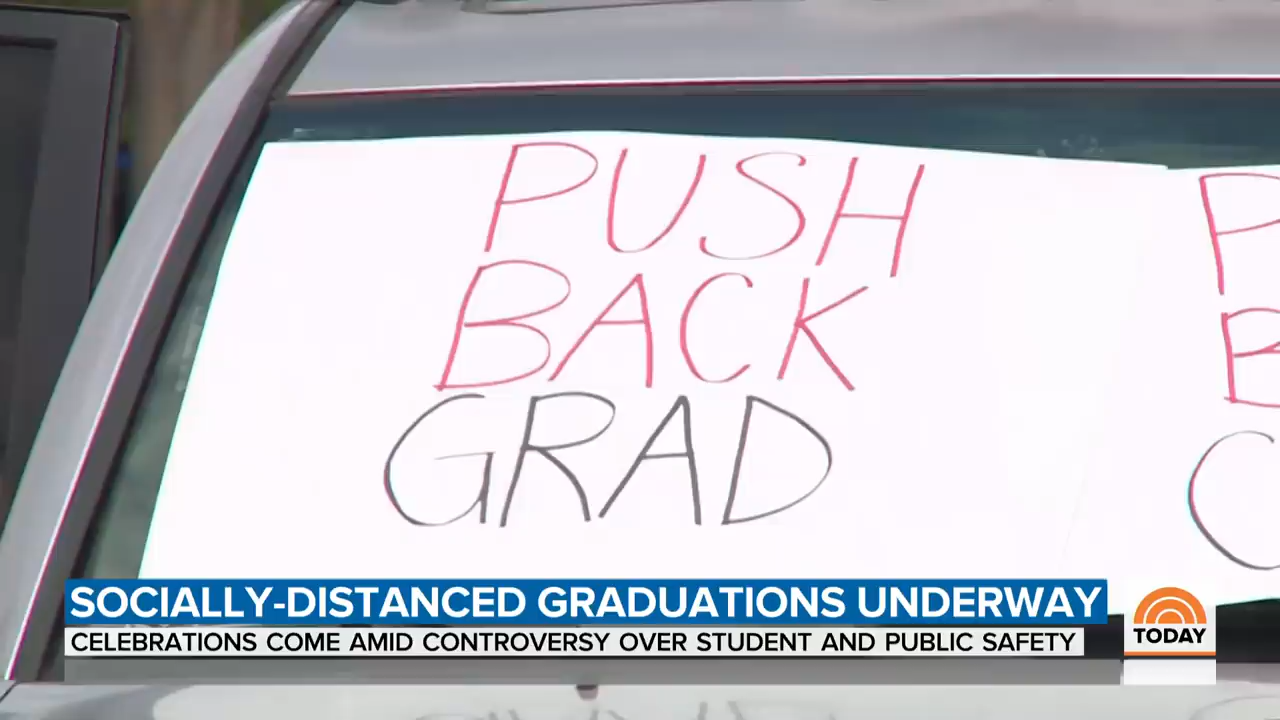 PUSH
BACK
GRAD
P
B
SOCIALLY-DISTANCED GRADUATIONS UNDERWAY
CELEBRATIONS COME AMID CONTROVERSY OVER STUDENT AND PUBLIC SAFETY
TODAY